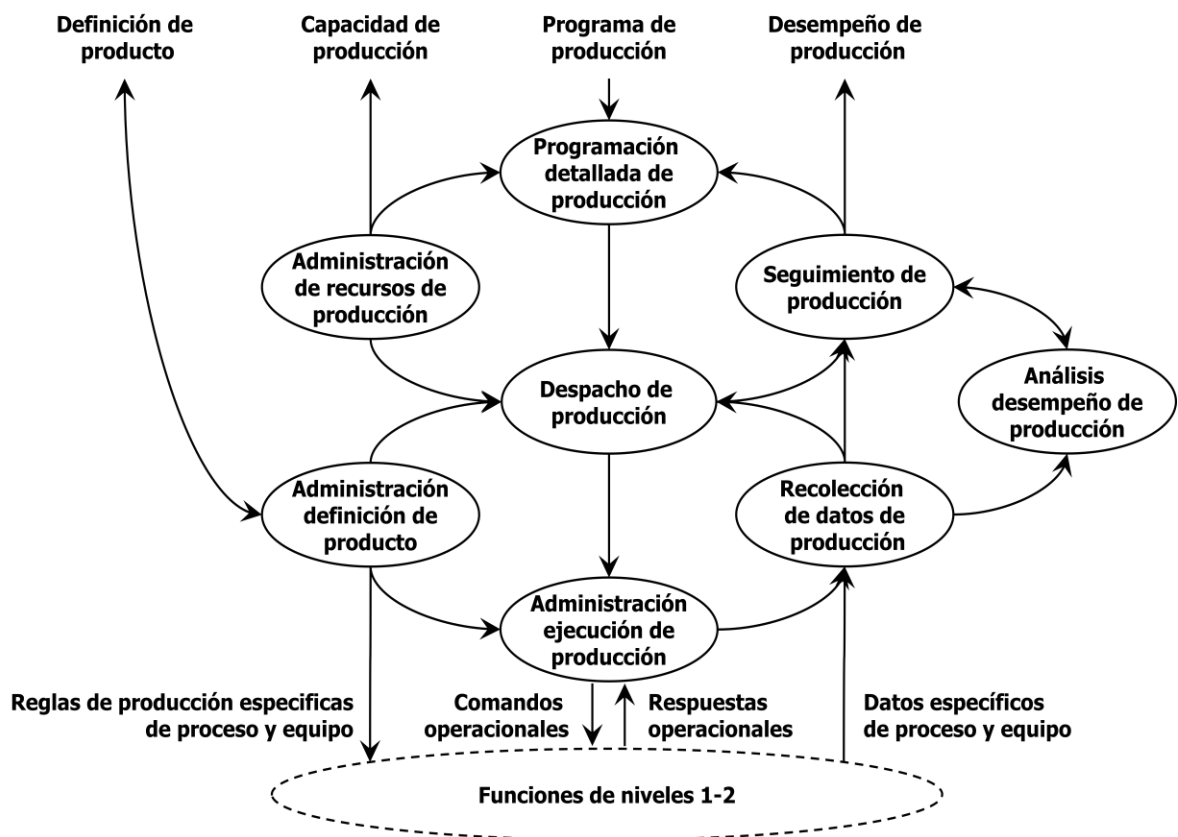 Definición de
producto
Capacidad de
producción
Programa de
producción
Desempeño de
producción
Programación
detallada de
producción
Administración
de recursos de
producción
Seguimiento de
producción
Despacho de
producción
Análisis
desempeño de
producción
Administración
definición de
producto
Recolección
de datos de
producción
Administración
ejecución de
producción
Reglas de producción especificas
de proceso y equipo
Comandos
operacionales
Respuestas
operacionales
Datos específicos
de proceso y equipo
Funciones de niveles 1-2